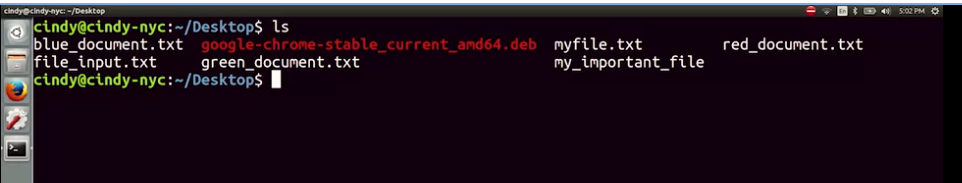 cindy@cindy-nyc: ~/Desktop
En
5:02 PM
cindy@cindy-nyc:~/Desktop$ ls
blue_document.txt google-chrome-stable_current_amd64.deb myfile.txt red_document.txt
file_input.txt green_document.txt my_important_file
cindy@cindy-nyc:~/Desktop$